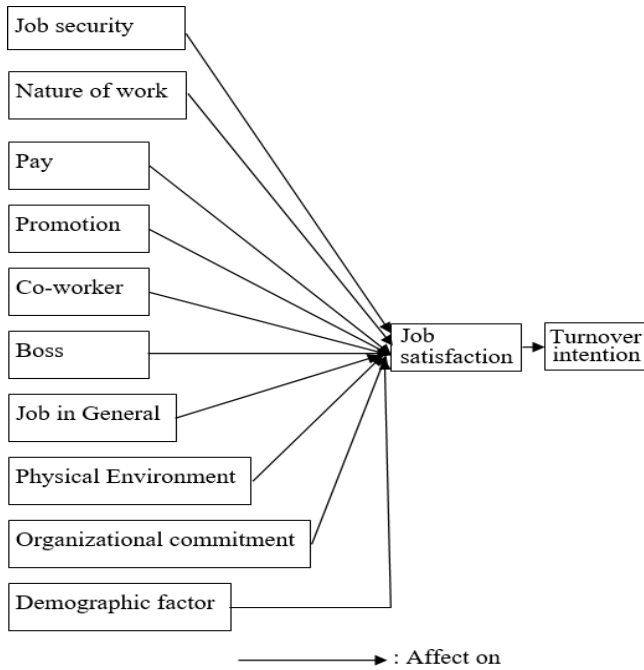 Job security
Nature of work
Pay
Promotion
Co-worker
Boss
Job in General
Physical Environment
Organizational commitment
Demographic factor
Job
satisfaction
Turnover
intention
: Affect on